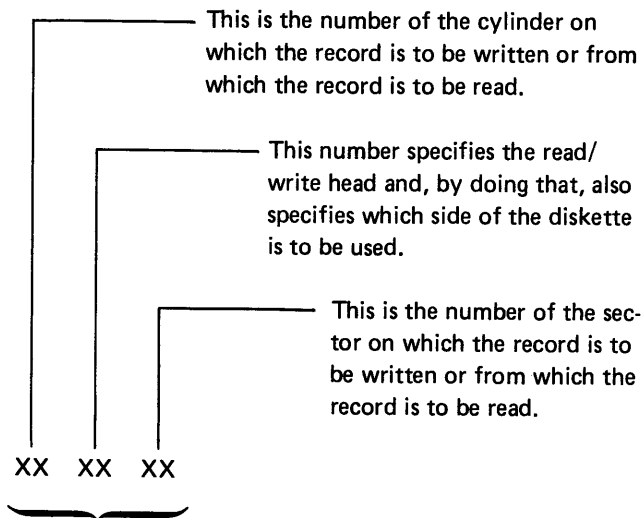 This is the number of the cylinder on
which the record is to be written or from
which the record is to be read.
This number specifies the read/
write head and, by doing that, also
specifies which side of the diskette
is to be used.
This is the number of the sec-
tor on which the record is to
be written or from which the
record is to be read.
XX XX XX